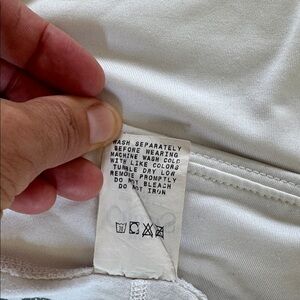 WASH SEPARATELY
BEFORE WEARING
MACHINE WASH COLD
WITH LIKE COLORS
TUMBLE DRY LOW
REMOVE PROMPTLY
DO NOT BLEACH
DO NOT IRON